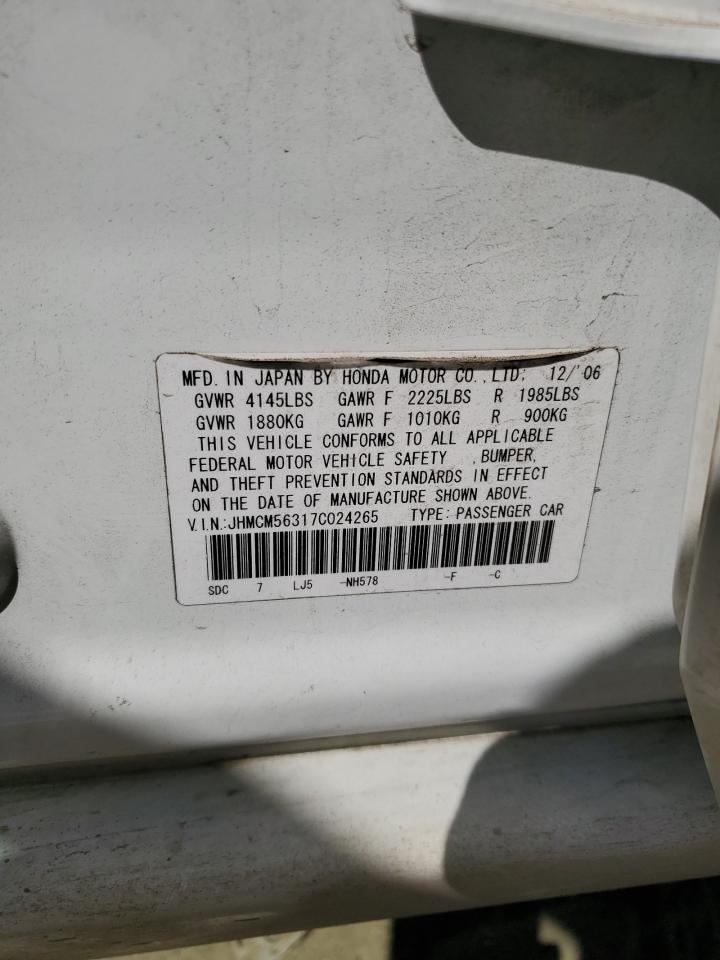 MFD. IN JAPAN BY HONDA MOTOR CO., LTD; 12/'06
GVWR 4145LBS GAWR F 2225LBS R 1985LBS
GVWR 1880KG GAWR F 1010KG R 900KG
THIS VEHICLE CONFORMS TO ALL APPLICABLE
FEDERAL MOTOR VEHICLE SAFETY , BUMPER,
AND THEFT PREVENTION STANDARDS IN EFFECT
ON THE DATE OF MANUFACTURE SHOWN ABOVE.
V.I.N.:JHMCM56317C024265 TYPE: PASSENGER CAR
SDC 7 LJ5 -NH578 -F -C